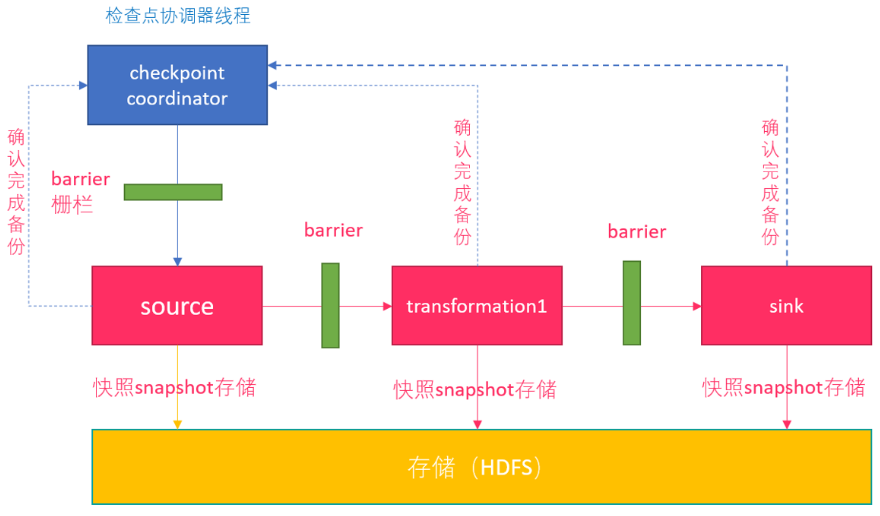 检查点协调器线程
checkpoint
coordinator
确认完成备份
barrier
栅栏
确认完成备份
确认完成备份
barrier
barrier
source
transformation1
sink
快照snapshot存储
快照snapshot存储
快照snapshot存储
存储（HDFS）